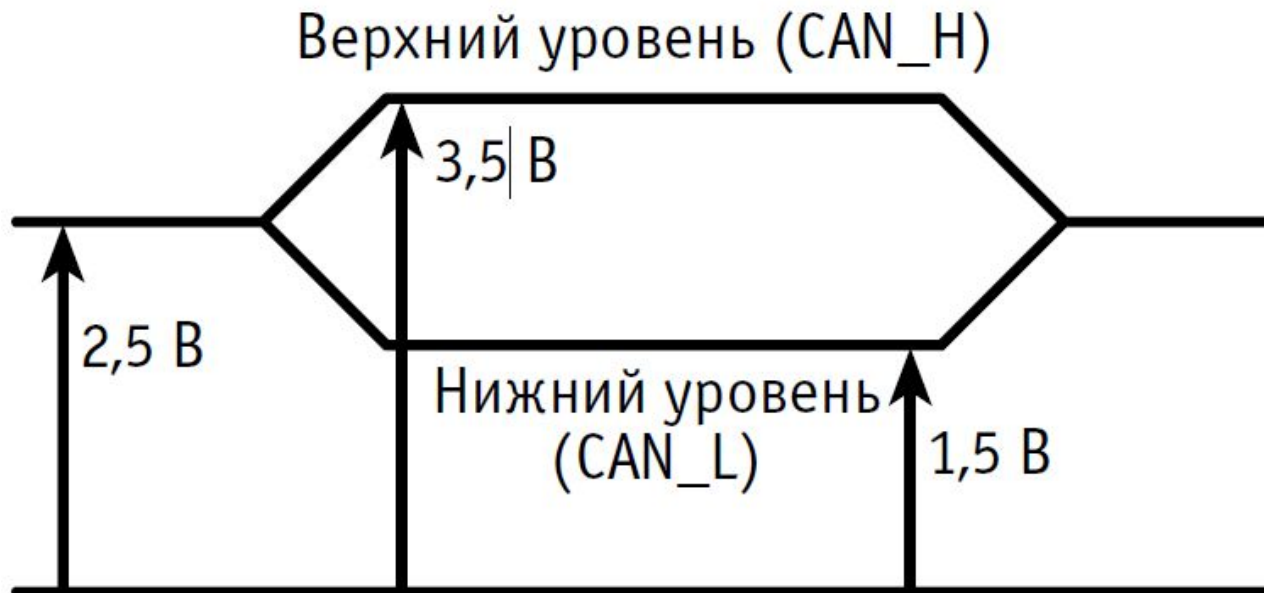 Верхний уровень (CAN_H)
3,5 В
2,5 В
Нижний уровень
(CAN_L)
1,5 В